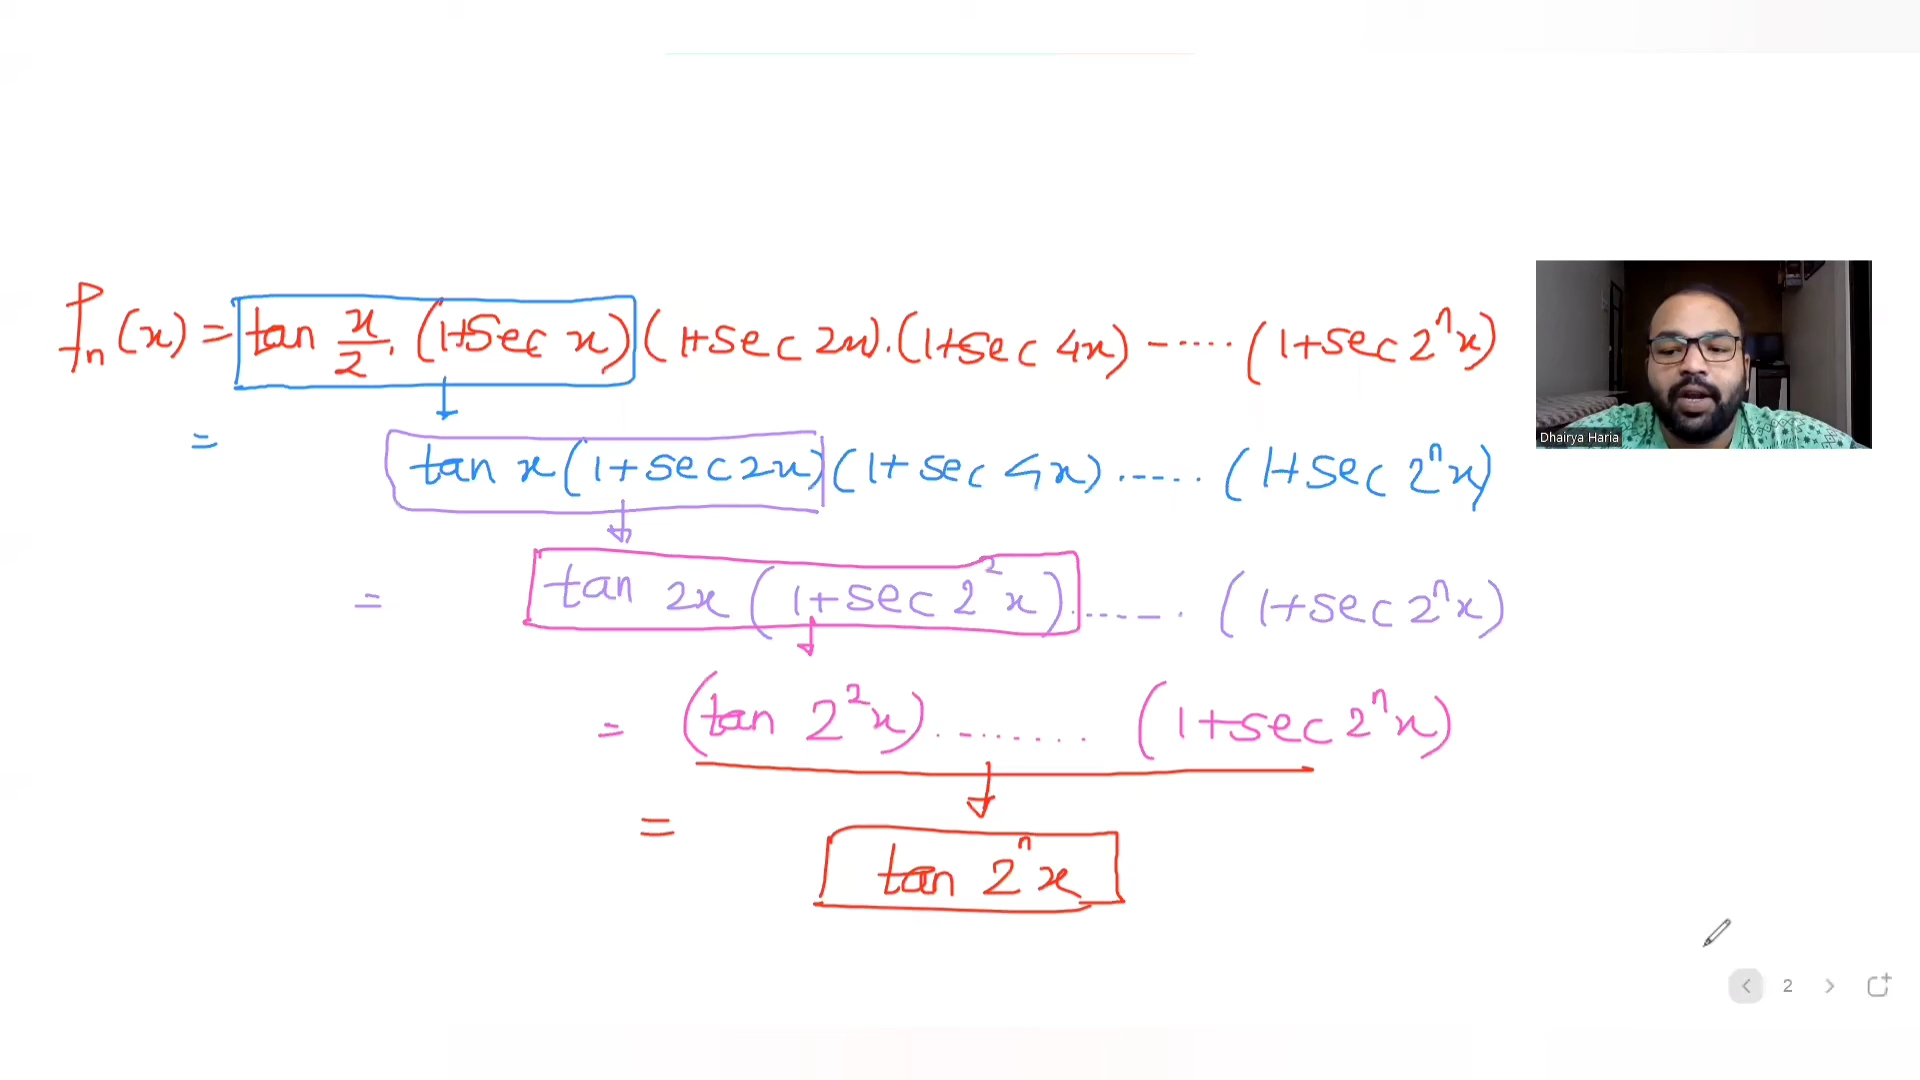 fₙ(x) = tan x/2 · (1+sec x) (1+sec 2x)·(1+sec 4x) ------ (1+sec 2ⁿx)
= tan x (1+sec 2x) (1+sec 4x) ...... (1+sec 2ⁿx)
= tan 2x (1+sec 2²x) ....... (1+sec 2ⁿx)
= (tan 2²x) ........ (1+sec 2ⁿx)
= tan 2ⁿx
Dhairya Haria
2